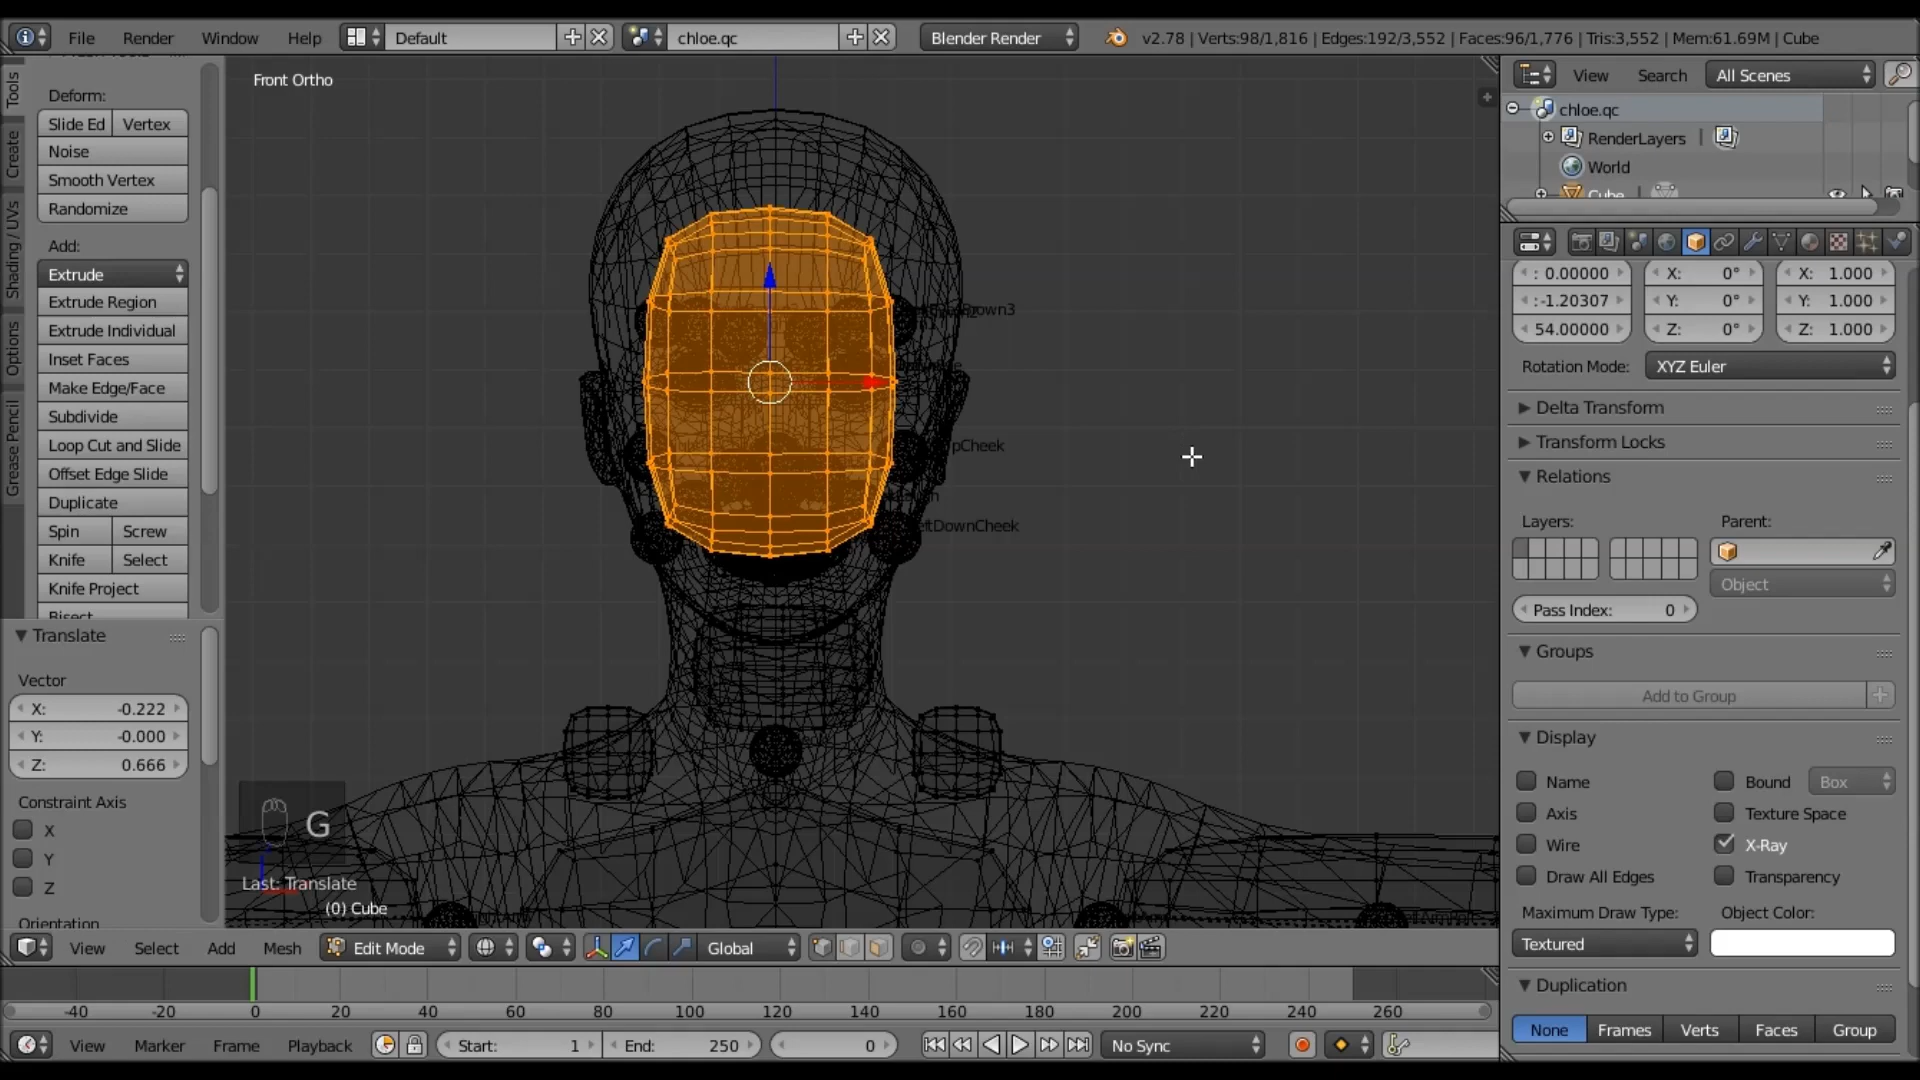 File Render Window Help Default chloe.qc Blender Render v2.78 | Verts:98/1,816 | Edges:192/3,552 | Faces:96/1,776 | Tris:3,552 | Mem:61.69M | Cube
Tools
Create
Shading / UVs
Options
Grease Pencil
Deform:
Slide Ed Vertex
Noise
Smooth Vertex
Randomize
Add:
Extrude
Extrude Region
Extrude Individual
Inset Faces
Make Edge/Face
Subdivide
Loop Cut and Slide
Offset Edge Slide
Duplicate
Spin Screw
Knife Select
Knife Project
Bisect
Translate
Vector
X: -0.222
Y: -0.000
Z: 0.666
Constraint Axis
X
Y
Z
Orientation
Front Ortho
pCheek
ftDownCheek
G
Last: Translate
(0) Cube
View Select Add Mesh Edit Mode Global
-40 -20 0 20 40 60 80 100 120 140 160 180 200 220 240 260
View Marker Frame Playback Start: 1 End: 250 0 No Sync
View Search All Scenes
chloe.qc
RenderLayers |
World
Cube |
: 0.00000 X: 0° X: 1.000
:-1.20307 Y: 0° Y: 1.000
54.00000 Z: 0° Z: 1.000
Rotation Mode: XYZ Euler
Delta Transform
Transform Locks
Relations
Layers: Parent:
Object
Pass Index: 0
Groups
Add to Group
Display
Name Bound Box
Axis Texture Space
Wire X-Ray
Draw All Edges Transparency
Maximum Draw Type: Object Color:
Textured
Duplication
None Frames Verts Faces Group